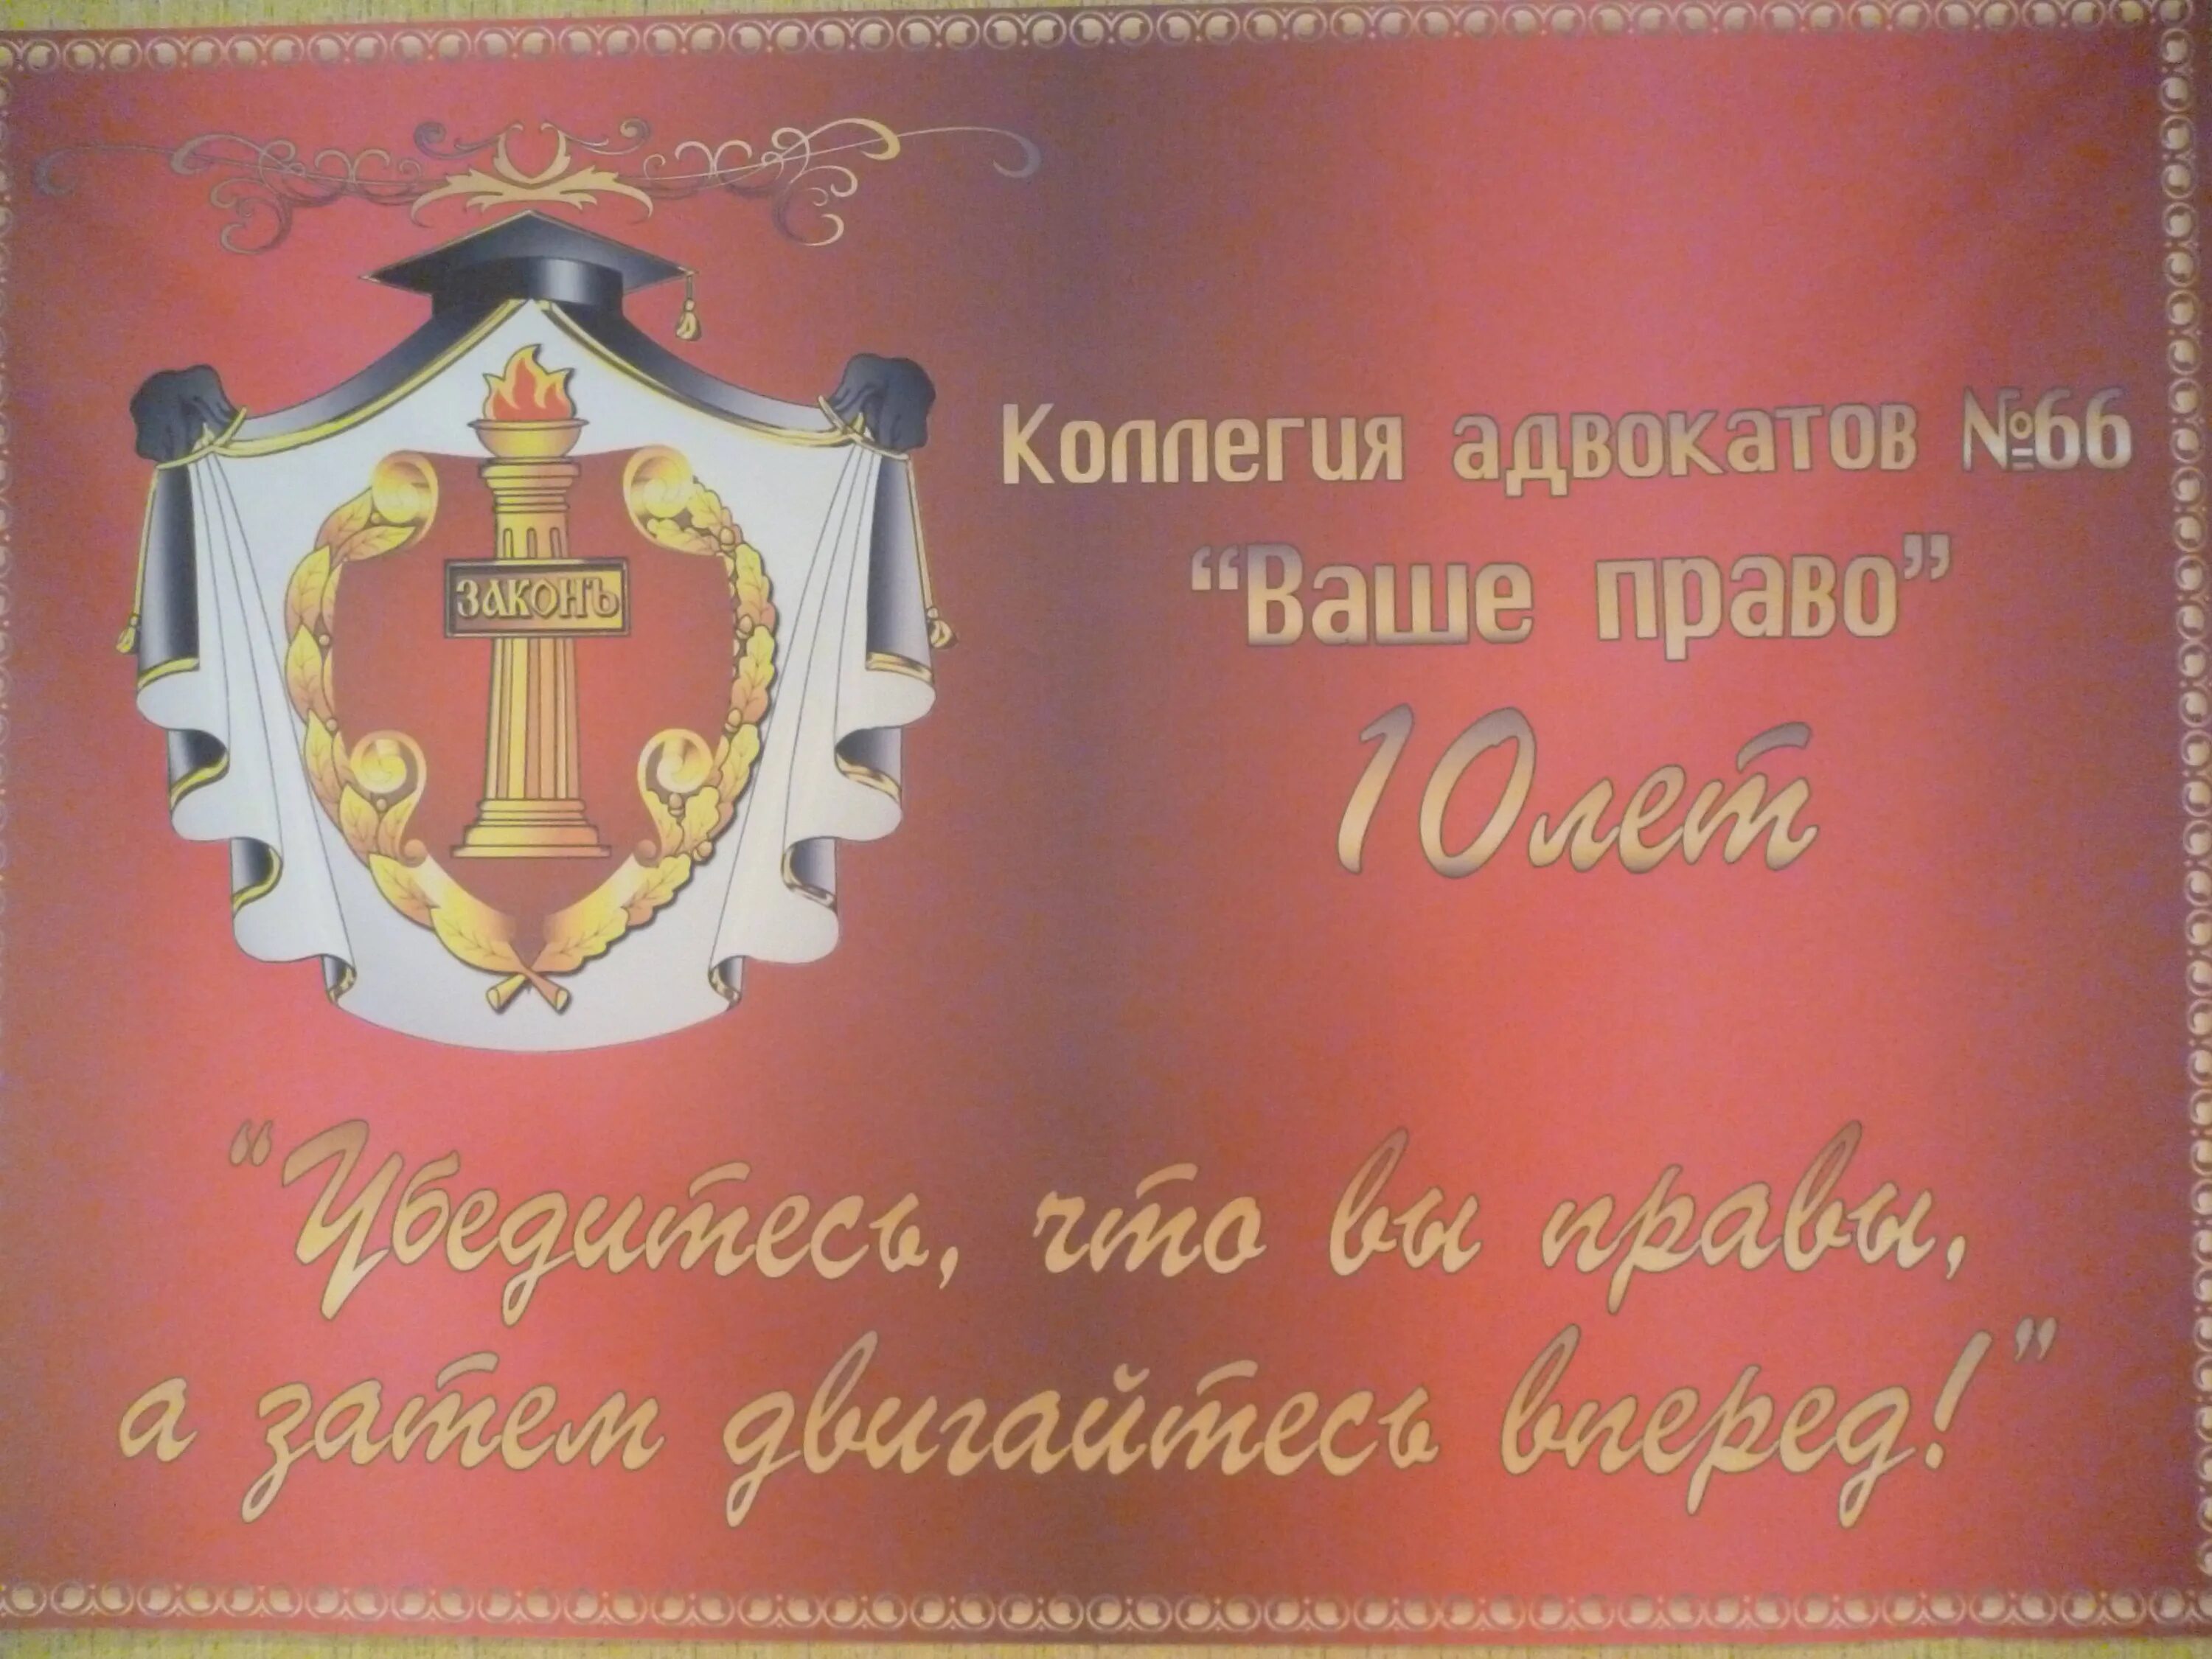 ЗАКОНЪ
Коллегия адвокатов №66
“Ваше право”
10лет
“Убедитесь, что вы правы,
а затем двигайтесь вперед!”